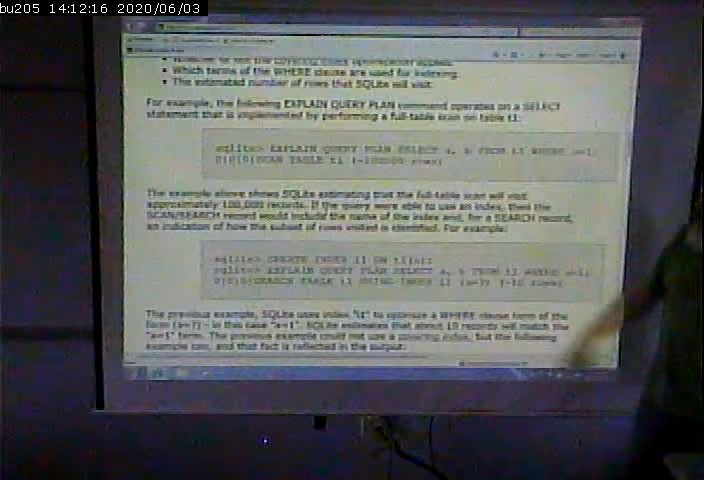 bu205 14:12:16 2020/06/03
Whether or not the covering index optimization applies.
Which terms of the WHERE clause are used for indexing.
The estimated number of rows that SQLite will visit.
For example, the following EXPLAIN QUERY PLAN command operates on a SELECT
statement that is implemented by performing a full-table scan on table t1:
sqlite> EXPLAIN QUERY PLAN SELECT a, b FROM t1 WHERE a=1;
0|0|0|SCAN TABLE t1 (~100000 rows)
The example above shows SQLite estimating that the full-table scan will visit
approximately 100,000 records. If the query were able to use an index, then the
SCAN/SEARCH record would include the name of the index and, for a SEARCH record,
an indication of how the subset of rows visited is identified. For example:
sqlite> CREATE INDEX i1 ON t1(a);
sqlite> EXPLAIN QUERY PLAN SELECT a, b FROM t1 WHERE a=1;
0|0|0|SEARCH TABLE t1 USING INDEX i1 (a=?) (~10 rows)
The previous example, SQLite uses index "i1" to optimize a WHERE clause term of the
form (a=?) - in this case "a=1". SQLite estimates that about 10 records will match the
"a=1" term. The previous example could not use a covering index, but the following
example can, and that fact is reflected in the output: